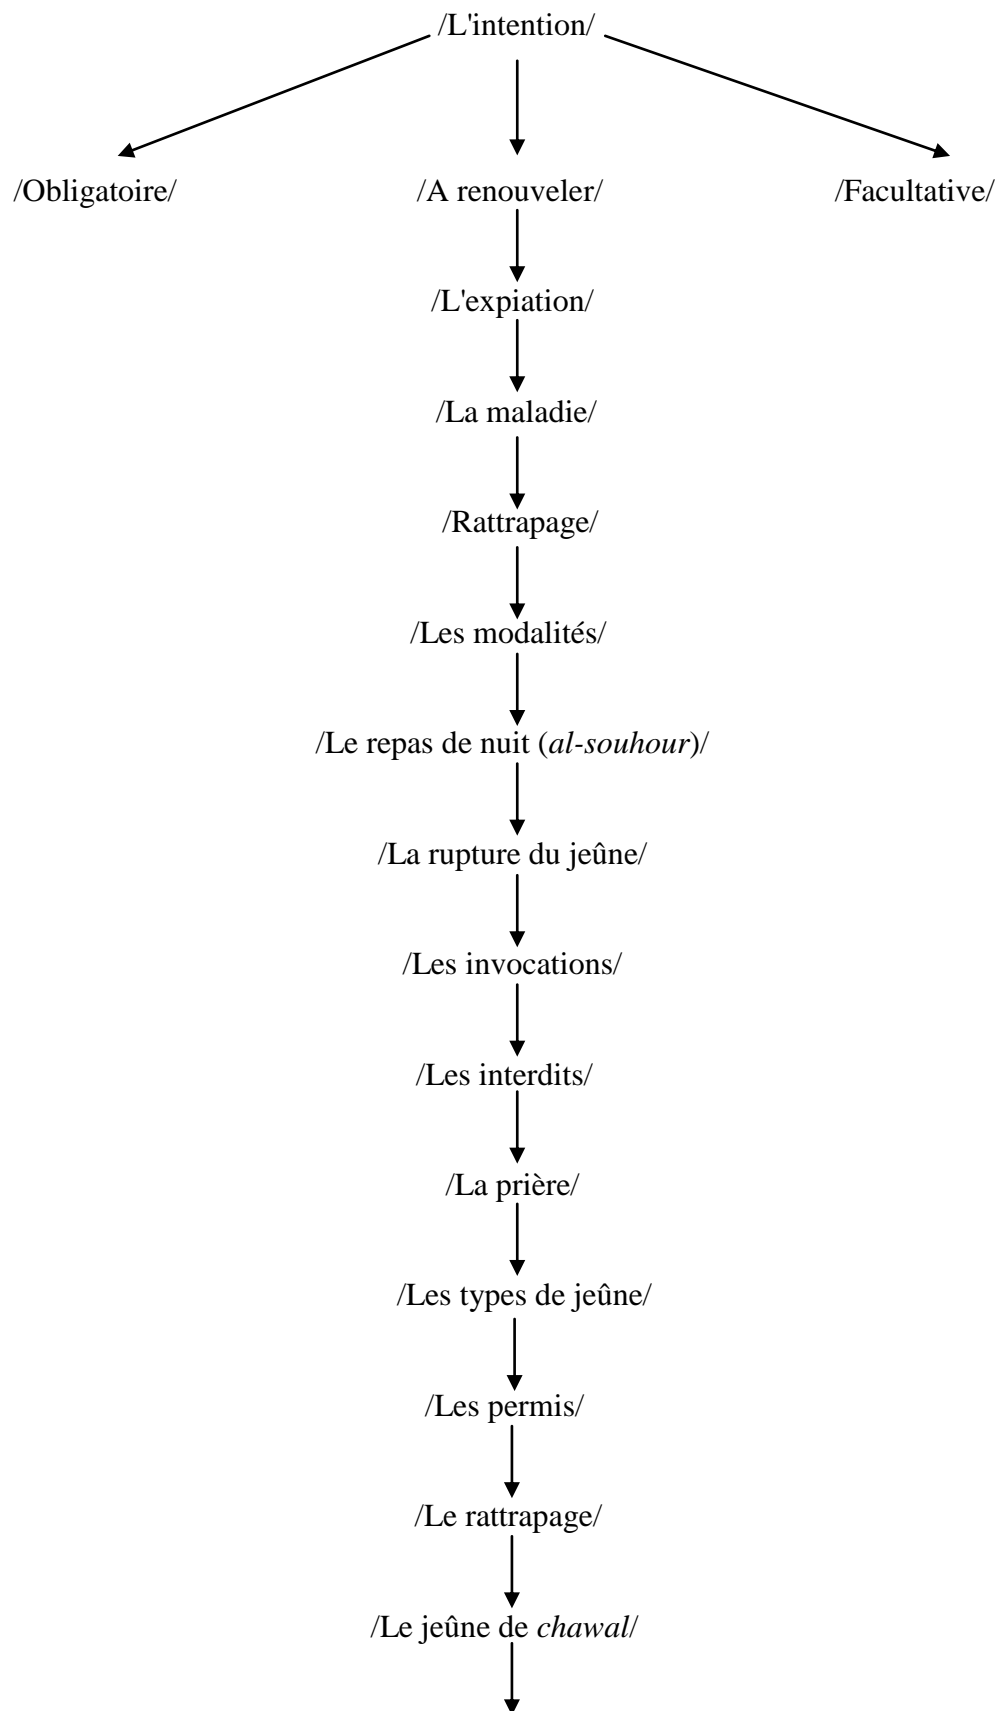 /L'intention/
/Obligatoire/ /A renouveler/ /Facultative/
/L'expiation/
/La maladie/
/Rattrapage/
/Les modalités/
/Le repas de nuit (al-souhour)/
/La rupture du jeûne/
/Les invocations/
/Les interdits/
/La prière/
/Les types de jeûne/
/Les permis/
/Le rattrapage/
/Le jeûne de chawal/